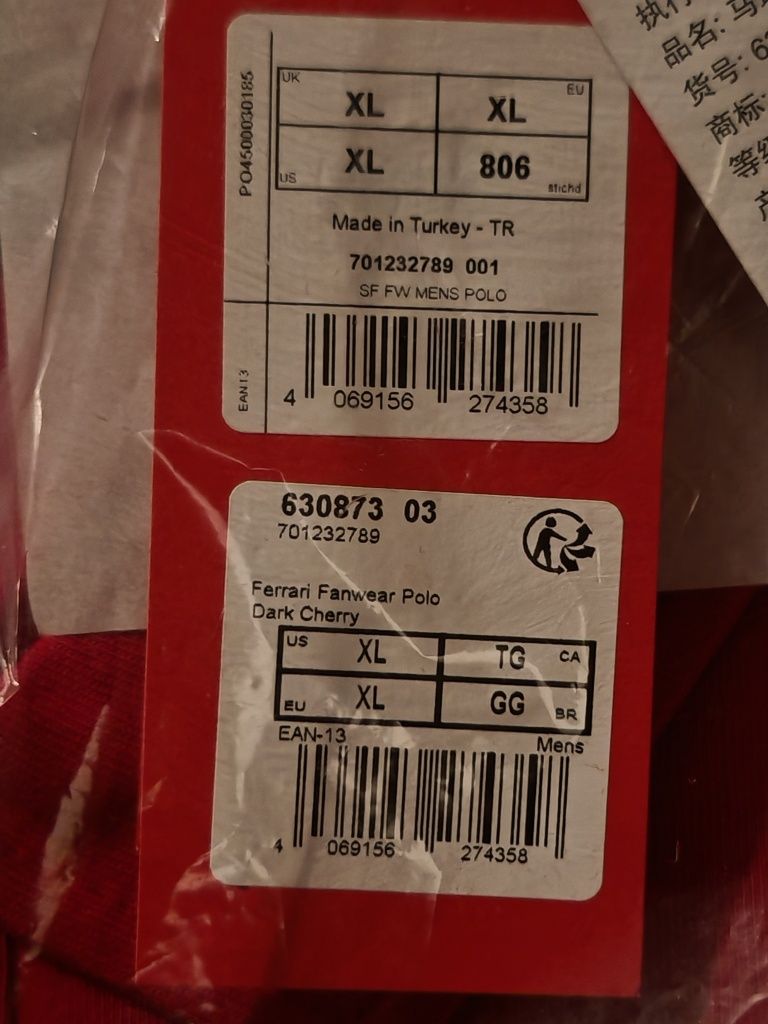 PO4500030185
UK XL XL EU
US XL 806 stichd
Made in Turkey - TR
701232789 001
SF FW MENS POLO
EAN13
4 069156 274358
630873 03
701232789
Ferrari Fanwear Polo
Dark Cherry
US XL TG CA
EU XL GG BR
EAN-13 Mens
4 069156 274358
品名:
货号: 6
商标: